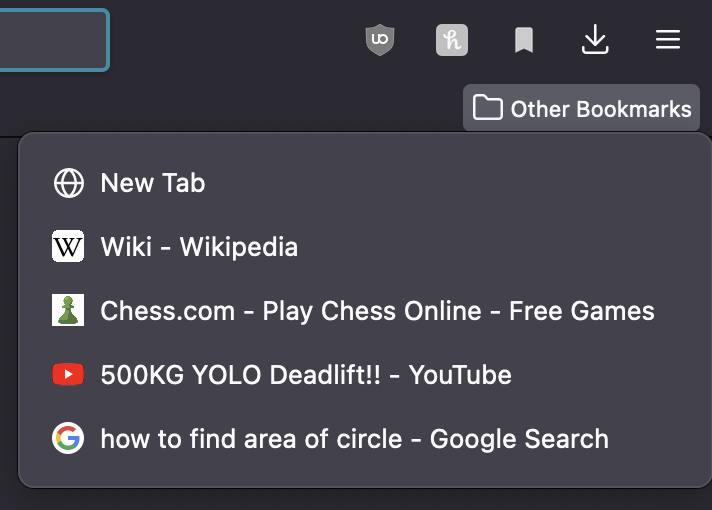 UO
h
Other Bookmarks
New Tab
W Wiki - Wikipedia
Chess.com - Play Chess Online - Free Games
500KG YOLO Deadlift!! - YouTube
G how to find area of circle - Google Search